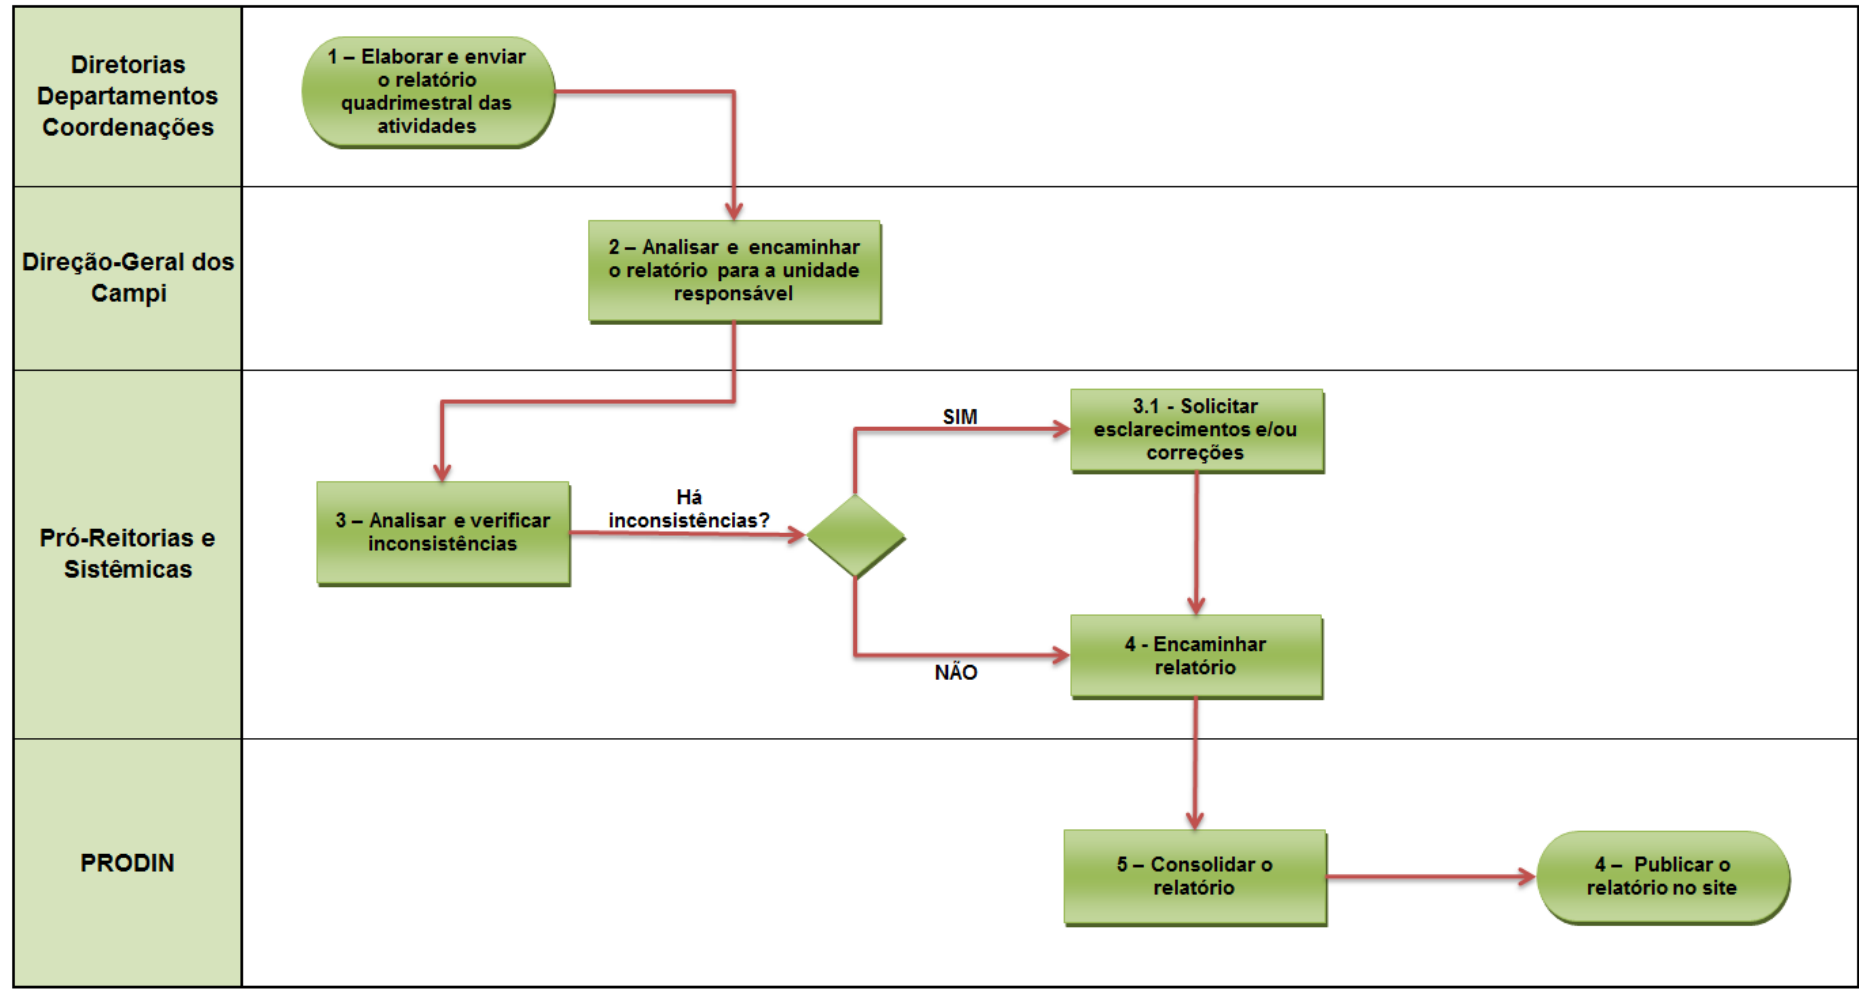 Diretorias
Departamentos
Coordenações
1 – Elaborar e enviar
o relatório
quadrimestral das
atividades
Direção-Geral dos
Campi
2 – Analisar e encaminhar
o relatório para a unidade
responsável
Pró-Reitorias e
Sistêmicas
3 – Analisar e verificar
inconsistências
Há
inconsistências?
SIM
3.1 - Solicitar
esclarecimentos e/ou
correções
NÃO
4 - Encaminhar
relatório
PRODIN
5 – Consolidar o
relatório
4 – Publicar o
relatório no site